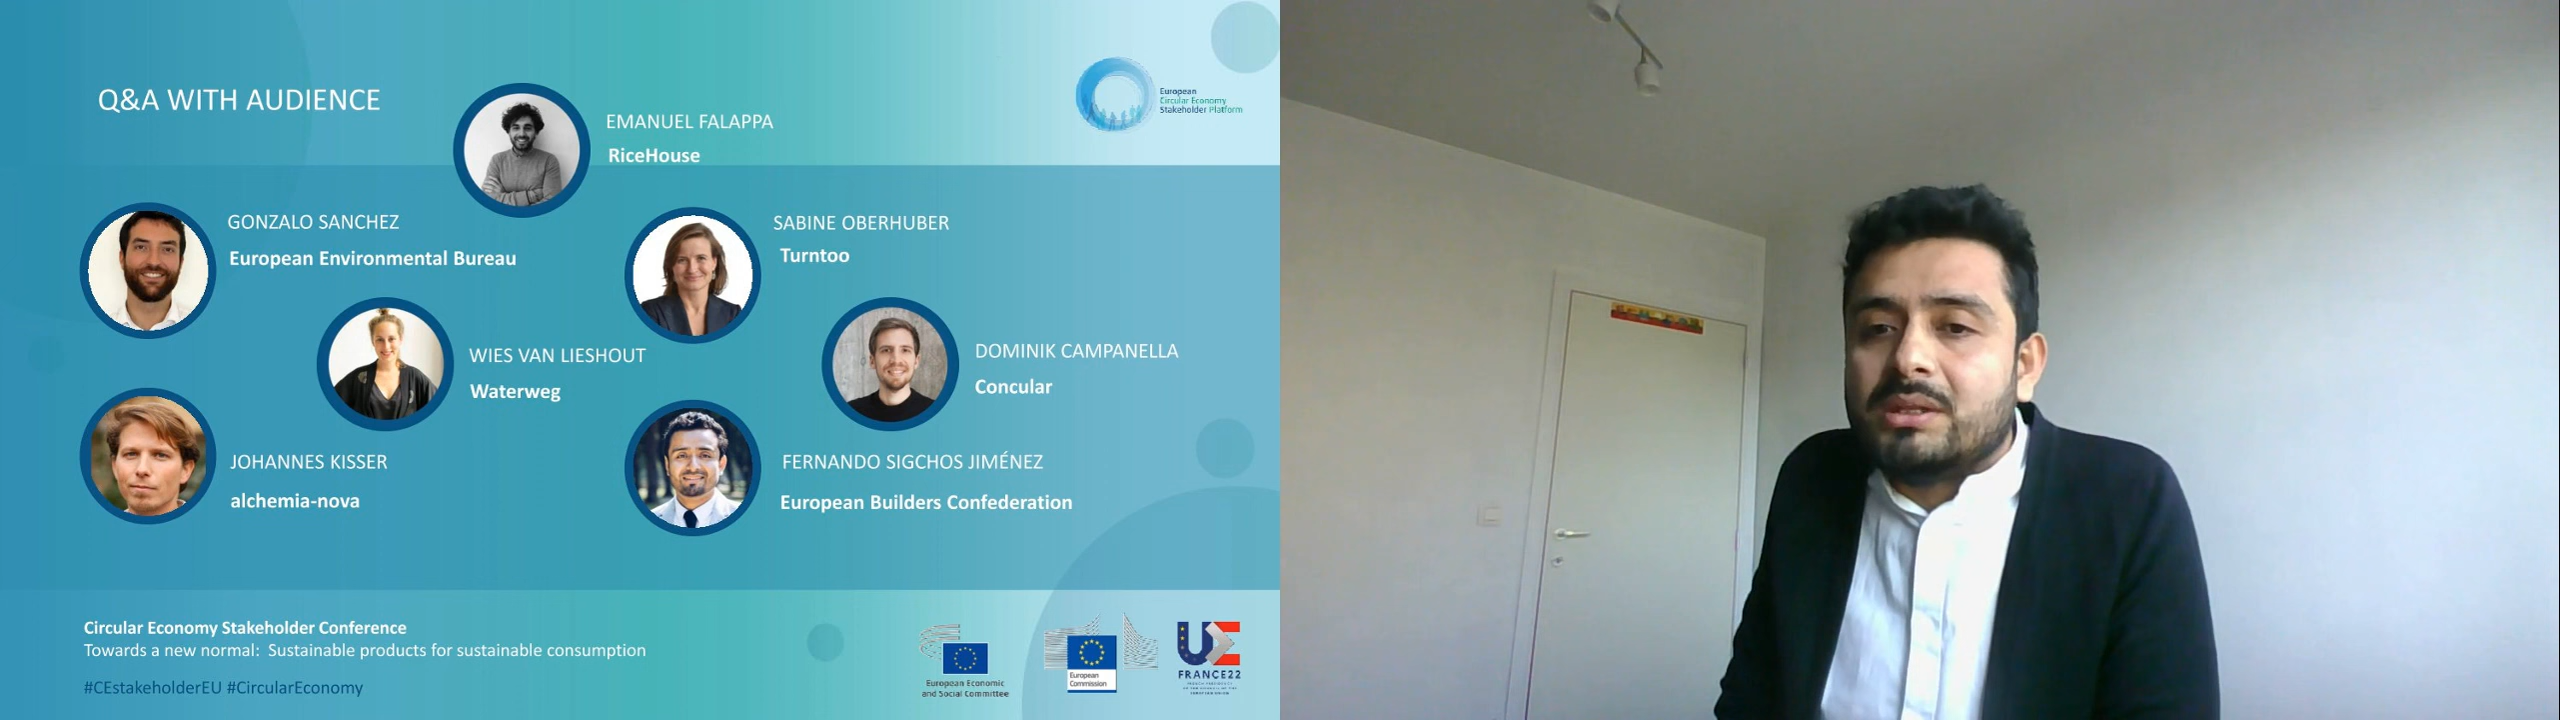 Q&A WITH AUDIENCE
EMANUEL FALAPPA
RiceHouse
European
Circular Economy
Stakeholder Platform
GONZALO SANCHEZ
European Environmental Bureau
SABINE OBERHUBER
Turntoo
WIES VAN LIESHOUT
Waterweg
DOMINIK CAMPANELLA
Concular
JOHANNES KISSER
alchemia-nova
FERNANDO SIGCHOS JIMÉNEZ
European Builders Confederation
Circular Economy Stakeholder Conference
Towards a new normal: Sustainable products for sustainable consumption
#CEstakeholderEU #CircularEconomy
European Economic
and Social Committee
European
Commission
UE
FRANCE22